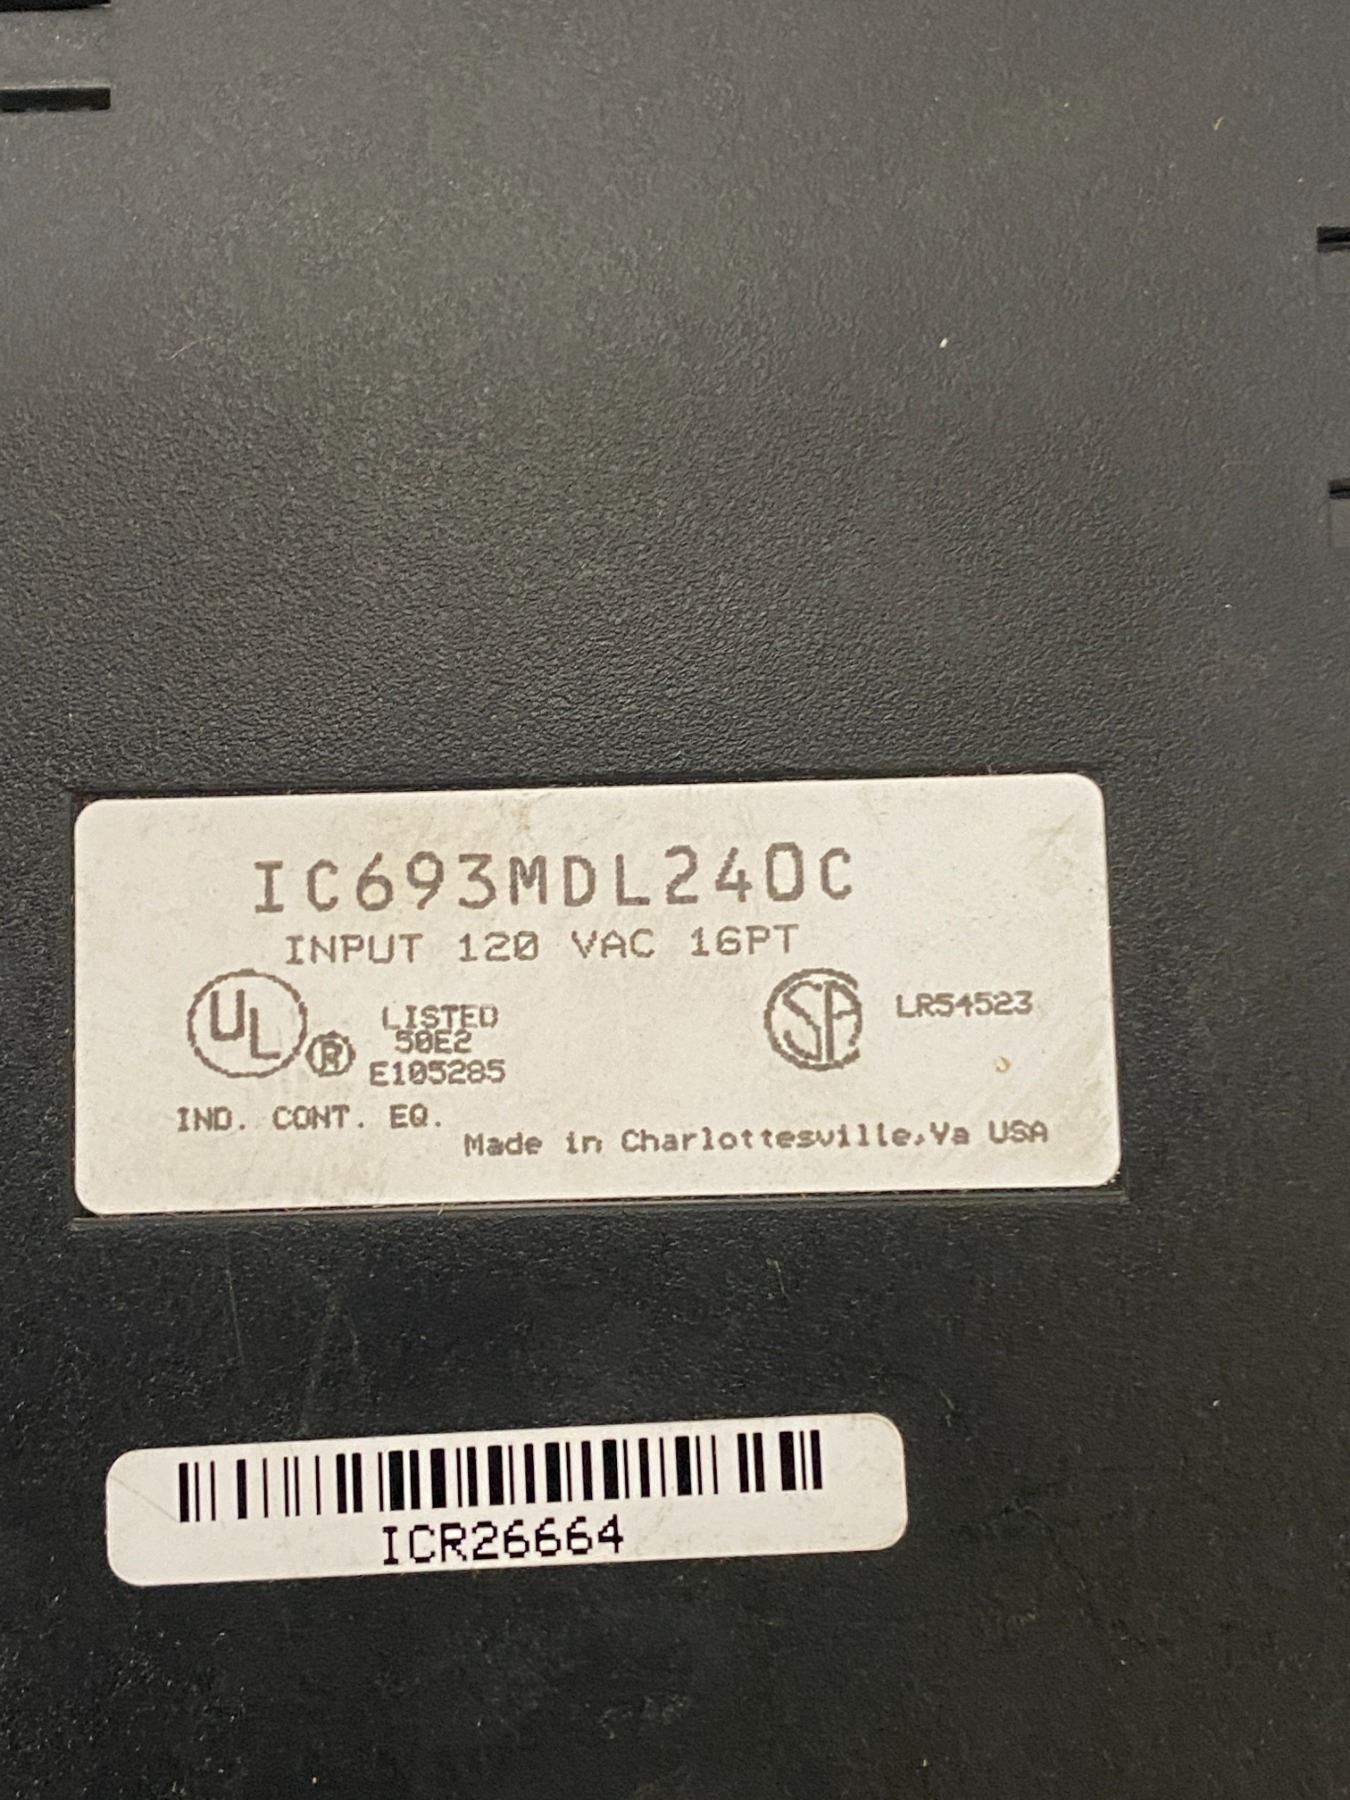 IC693MDL240C
INPUT 120 VAC 16PT
UL ® LISTED
50E2
E105285
SA LR54523
IND. CONT. EQ.
Made in Charlottesville,Va USA
ICR26664